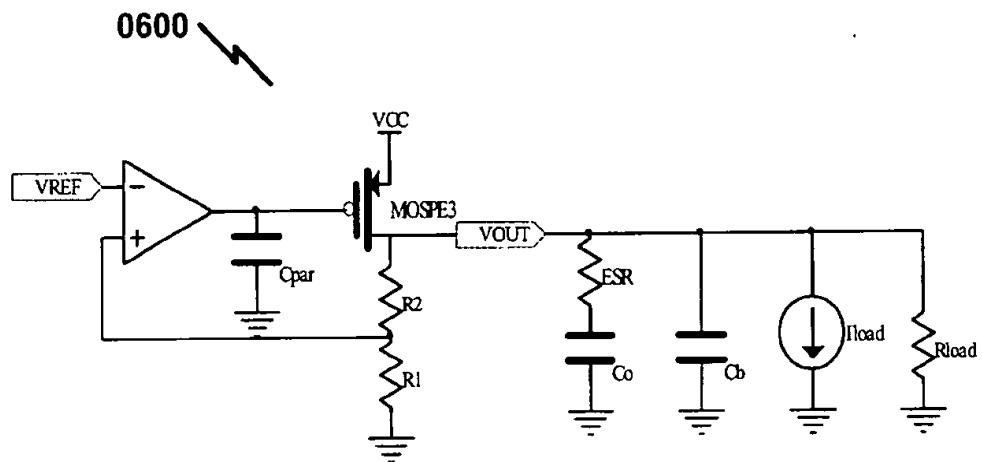 0600
VCC
VREF
−
+
MOSPE3
VOUT
Cpar
R2
R1
ESR
Co
Cb
Iload
Rload